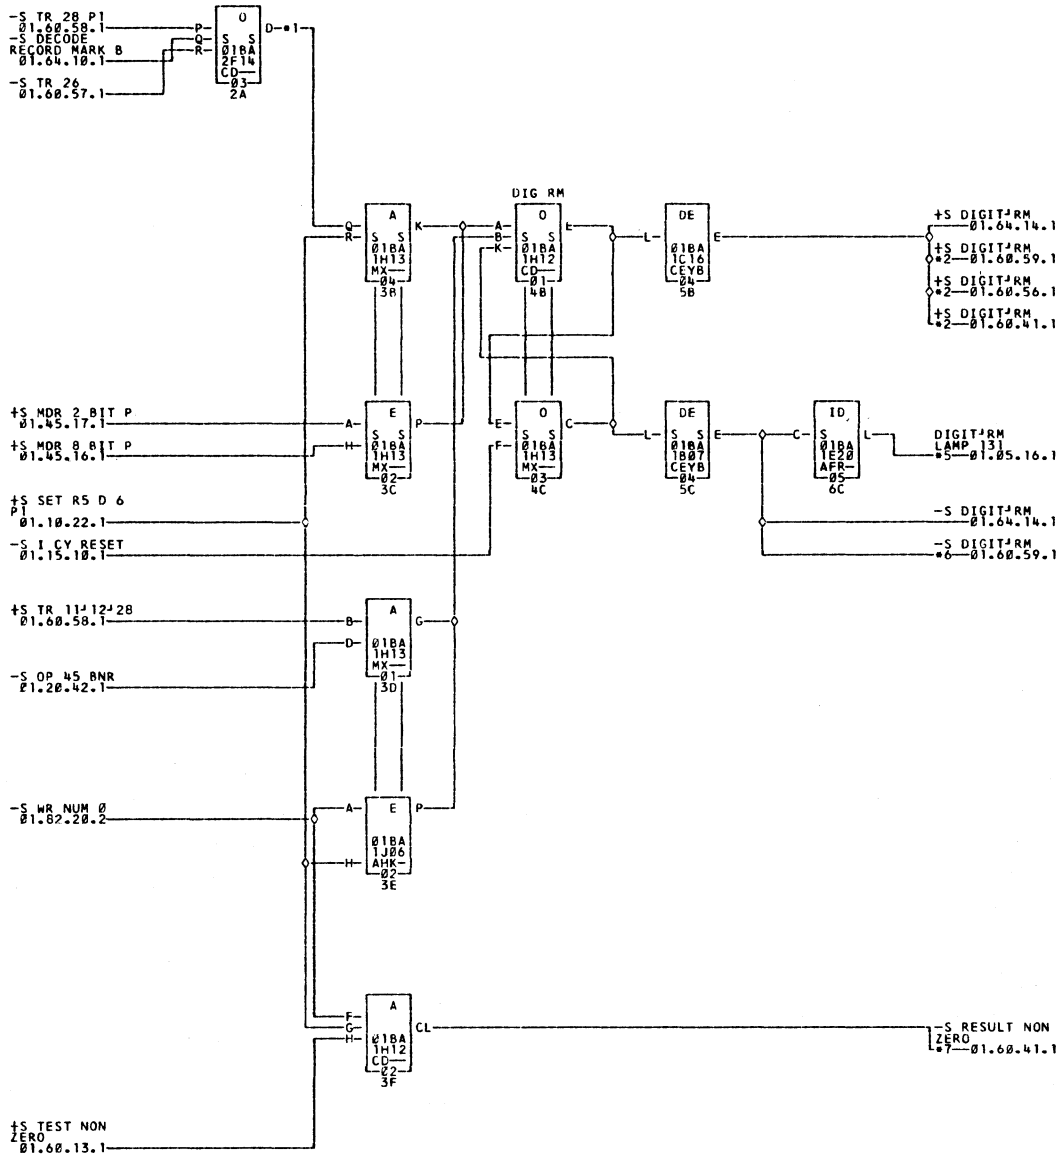 -S TR 28 P1
01.60.58.1
-S DECODE
RECORD MARK B
01.64.10.1
-S TR 26
01.60.57.1
P
Q
R
O
S S
01BA
2F14
CD--
03
2A
D *1
Q
R
A
S S
01BA
1H13
MX--
04
3B
K
DIG RM
A
B
K
O
S S
01BA
1H12
CD--
01
4B
E
L
DE
01BA
1C16
CEYB
04
5B
E
+S DIGIT RM
01.64.14.1
+S DIGIT RM
*2--01.60.59.1
+S DIGIT RM
*2--01.60.56.1
+S DIGIT RM
*2--01.60.41.1
+S MDR 2 BIT P
01.45.17.1
+S MDR 8 BIT P
01.45.16.1
A
H
E
S S
01BA
1H13
MX--
02
3C
P
E
F
O
S S
01BA
1H13
MX--
03
4C
C
L
DE
S S
01BA
1B07
CEYB
04
5C
E
C
ID
S
01BA
1E20
AFR-
05
6C
L
DIGIT RM
LAMP 131
*5--01.05.16.1
+S SET R5 D 6
P1
01.10.22.1
-S I CY RESET
01.15.10.1
-S DIGIT RM
01.64.14.1
-S DIGIT RM
*6--01.60.59.1
+S TR 11 12 28
01.60.58.1
-S OP 45 BNR
01.20.42.1
B
D
A
01BA
1H13
MX--
01
3D
G
-S WR NUM 0
01.82.20.2
A
H
E
01BA
1J06
AHK-
02
3E
P
F
G
H
A
01BA
1H12
CD--
02
3F
CL
-S RESULT NON
ZERO
*7--01.60.41.1
+S TEST NON
ZERO
01.60.13.1